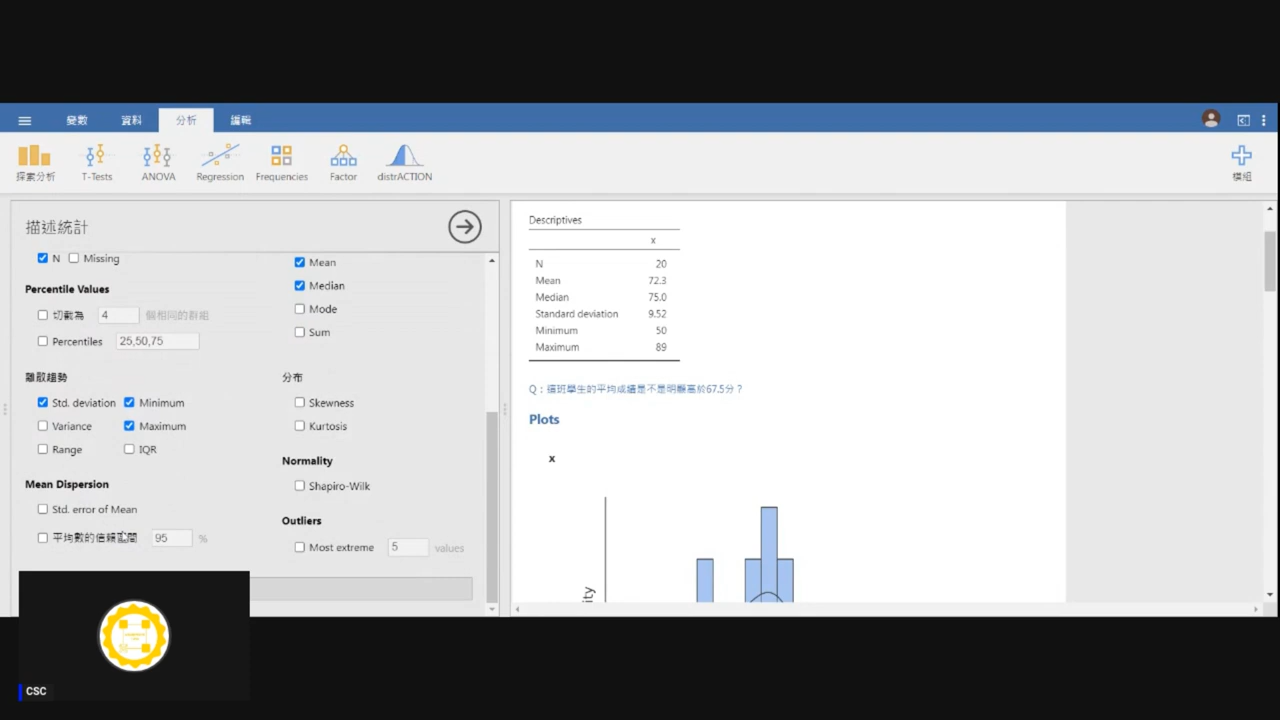 變數 資料 分析 編輯
探索分析 T-Tests ANOVA Regression Frequencies Factor distrACTION 模組
描述統計
N Missing
Percentile Values
切截為 4 個相同的群組
Percentiles 25,50,75
離散趨勢
Std. deviation Minimum
Variance Maximum
Range IQR
Mean Dispersion
Std. error of Mean
平均數的信賴區間 95 %
Mean
Median
Mode
Sum
分布
Skewness
Kurtosis
Normality
Shapiro-Wilk
Outliers
Most extreme 5 values
Descriptives
x
N 20
Mean 72.3
Median 75.0
Standard deviation 9.52
Minimum 50
Maximum 89
Q：這班學生的平均成績是不是明顯高於67.5分？
Plots
x
ity
CSC